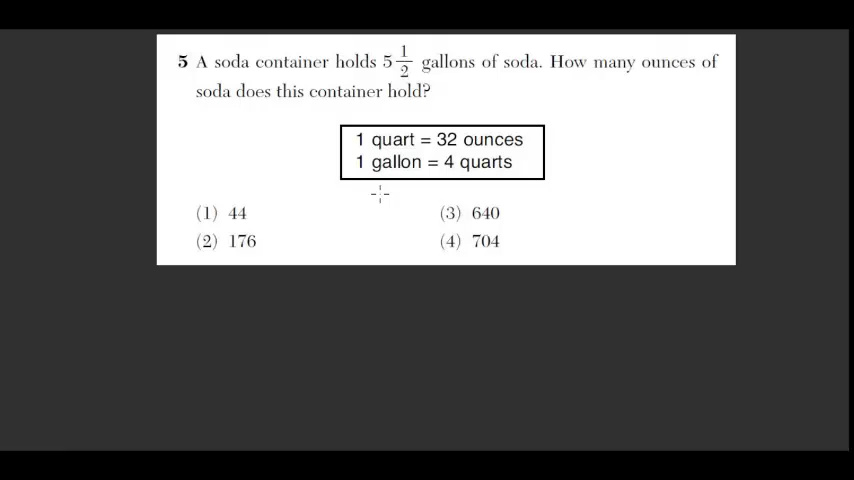 5 A soda container holds 5 1/2 gallons of soda. How many ounces of
soda does this container hold?
1 quart = 32 ounces
1 gallon = 4 quarts
(1) 44 (3) 640
(2) 176 (4) 704